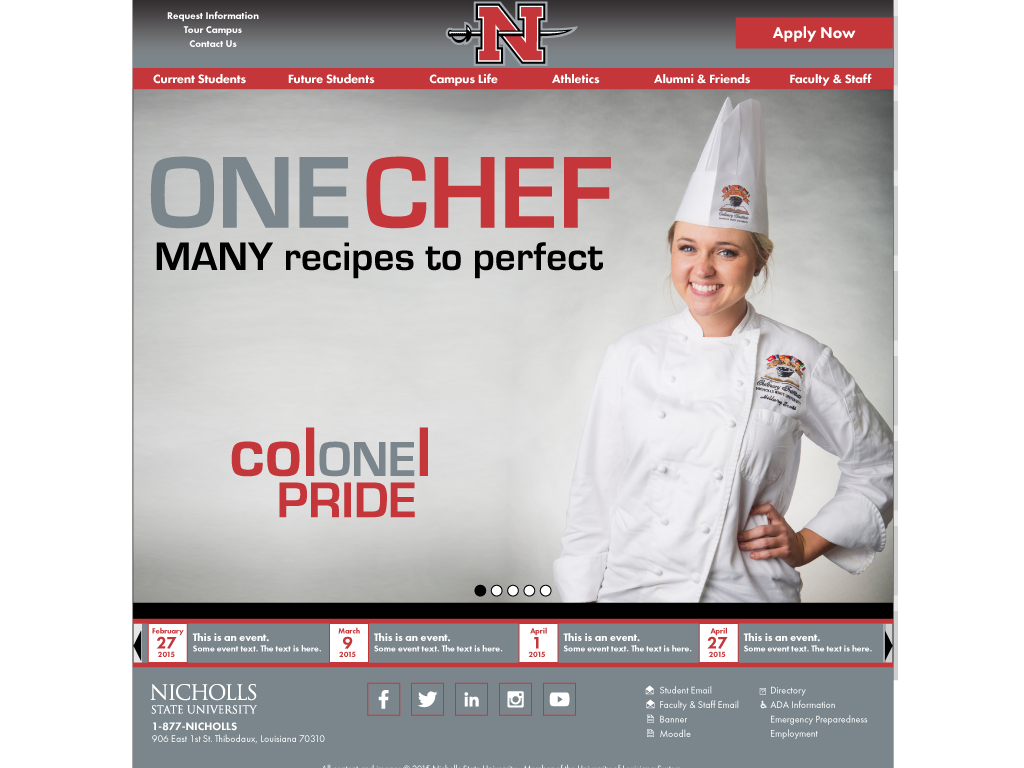 Request Information
Tour Campus
Contact Us
N
Apply Now
Current Students Future Students Campus Life Athletics Alumni & Friends Faculty & Staff
ONE CHEF
MANY recipes to perfect
colONEl
PRIDE
February
27
2015
This is an event.
Some event text. The text is here.
March
9
2015
This is an event.
Some event text. The text is here.
April
1
2015
This is an event.
Some event text. The text is here.
April
27
2015
This is an event.
Some event text. The text is here.
NICHOLLS
STATE UNIVERSITY
1-877-NICHOLLS
906 East 1st St. Thibodaux, Louisiana 70310
f
in
Student Email
Faculty & Staff Email
Banner
Moodle
Directory
ADA Information
Emergency Preparedness
Employment